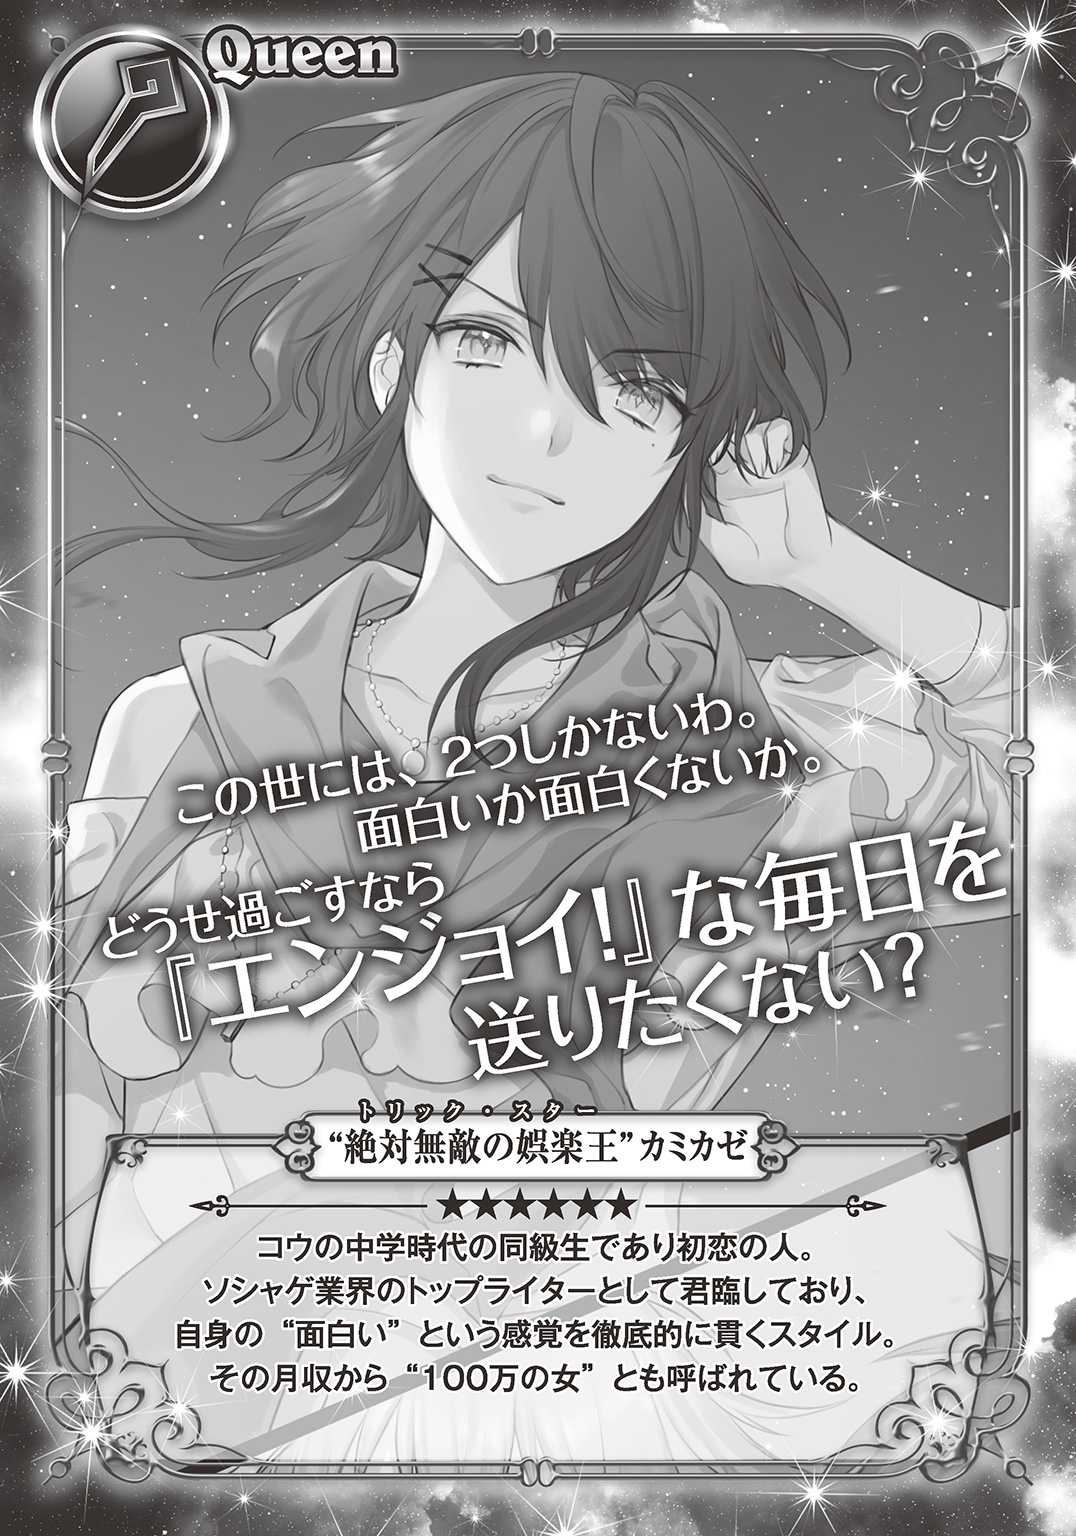 Queen
この世には、2つしかないわ。
面白いか面白くないか。
どうせ過ごすなら
『エンジョイ!』な毎日を
送りたくない？
トリック・スター
“絶対無敵の娯楽王”カミカゼ
★★★★★★
コウの中学時代の同級生であり初恋の人。
ソシャゲ業界のトップライターとして君臨しており、
自身の“面白い”という感覚を徹底的に貫くスタイル。
その月収から“100万の女”とも呼ばれている。